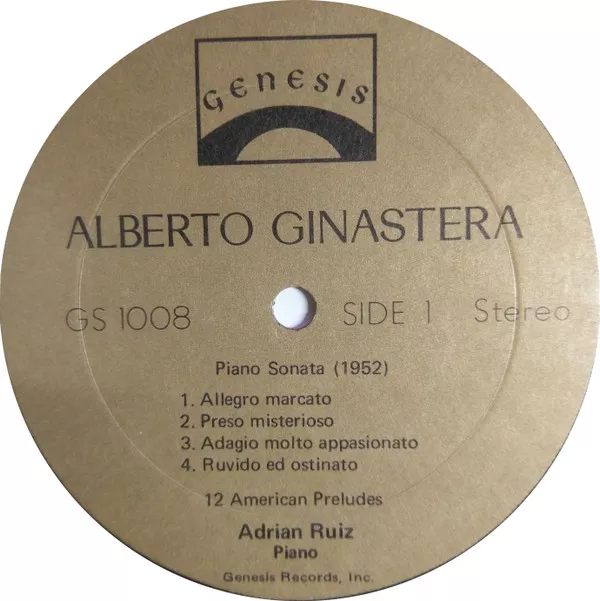 GENESIS
ALBERTO GINASTERA
GS 1008 SIDE 1 Stereo
Piano Sonata (1952)
1. Allegro marcato
2. Preso misterioso
3. Adagio molto appasionato
4. Ruvido ed ostinato
12 American Preludes
Adrian Ruiz
Piano
Genesis Records, Inc.